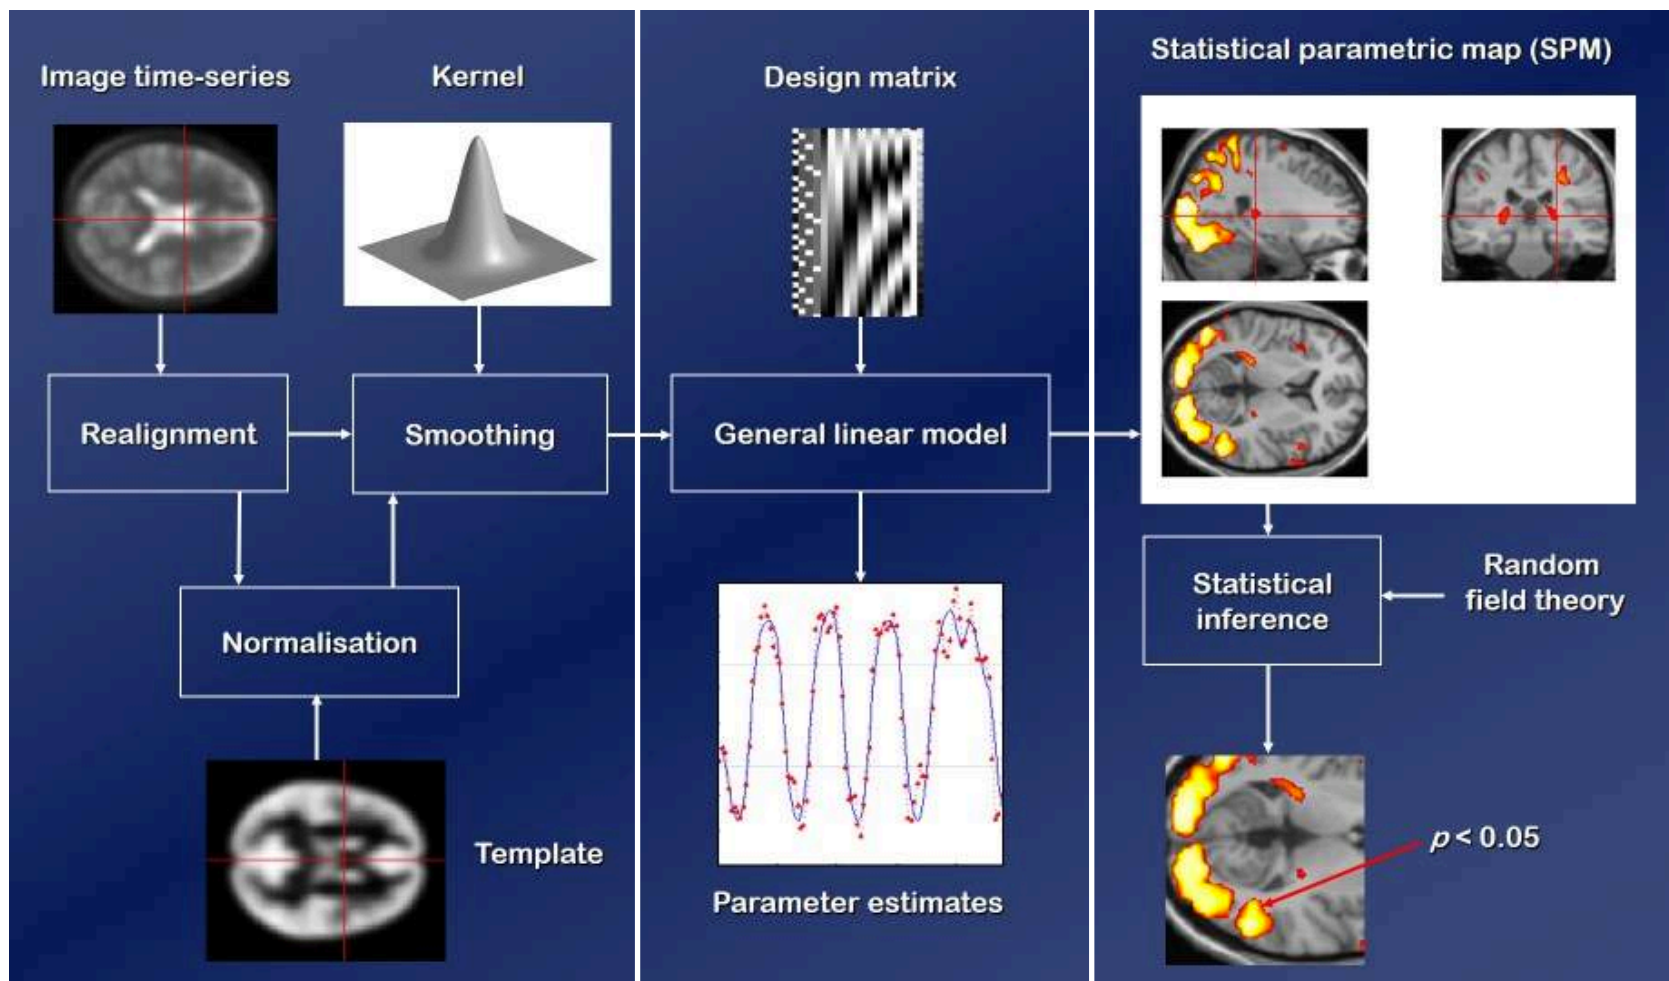 Image time-series
Kernel
Realignment
Smoothing
Normalisation
Template
Design matrix
General linear model
Parameter estimates
Statistical parametric map (SPM)
Statistical
inference
Random
field theory
p < 0.05